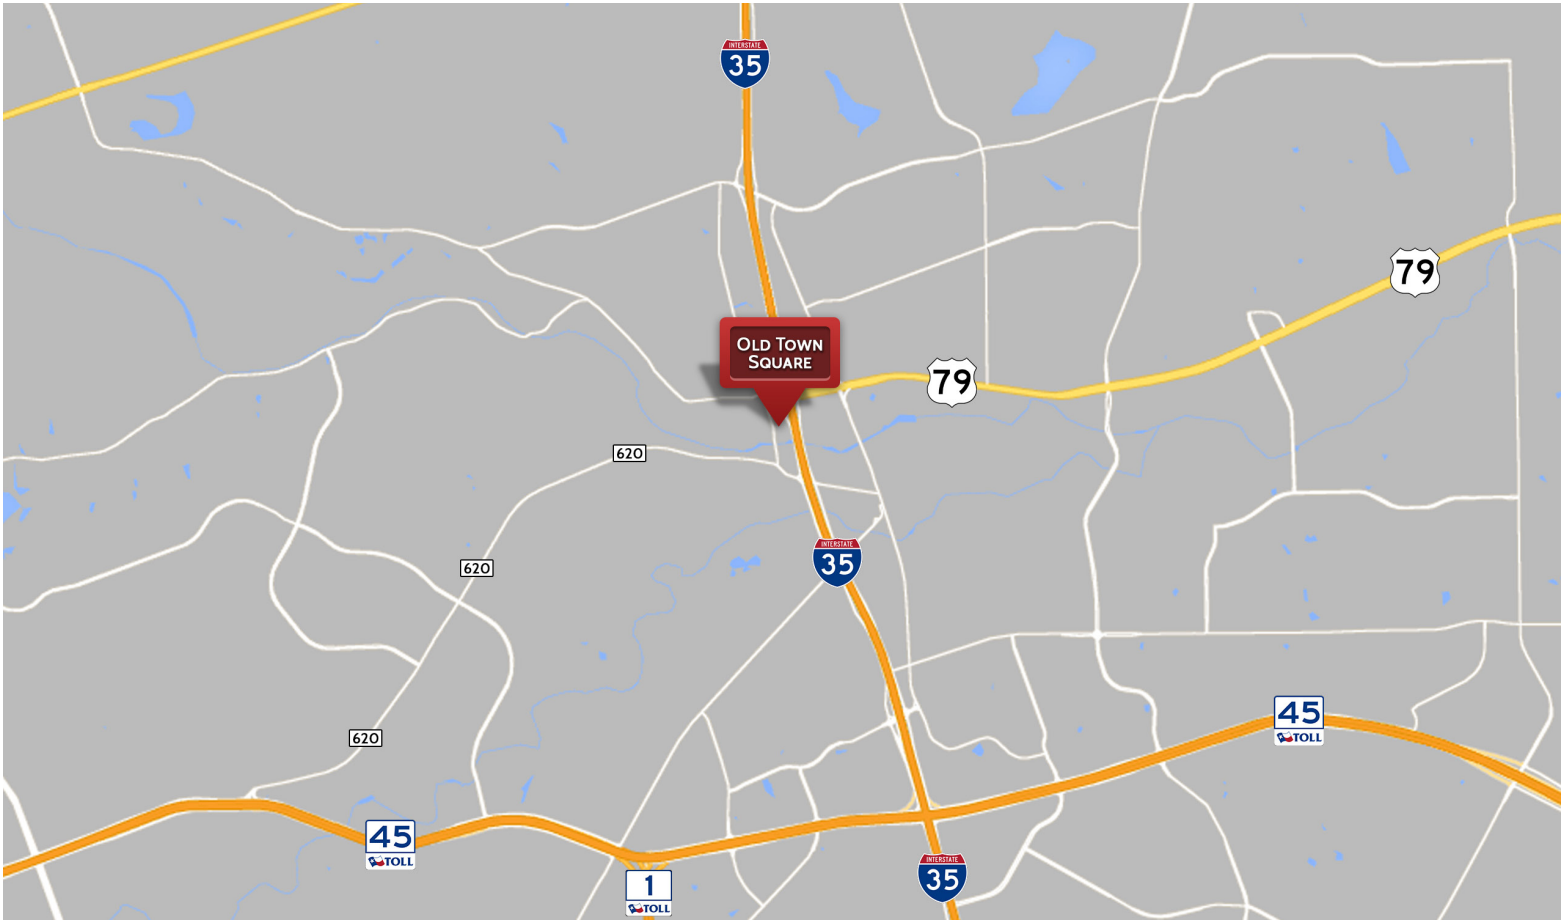 INTERSTATE
35
79
OLD TOWN
SQUARE
79
620
INTERSTATE
35
620
45
TOLL
620
45
TOLL
INTERSTATE
35
1
TOLL